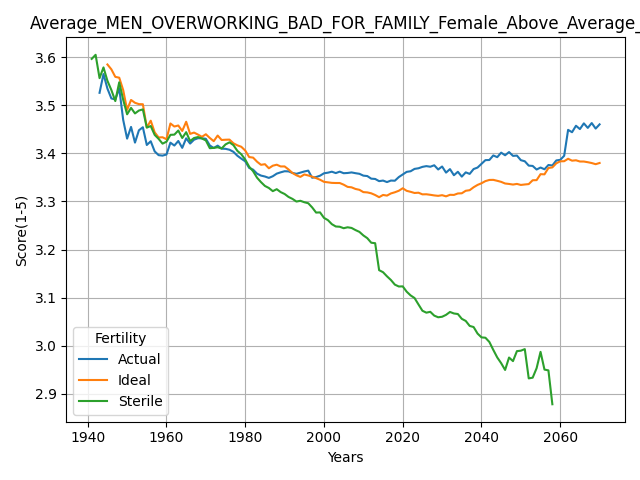 Average_MEN_OVERWORKING_BAD_FOR_FAMILY_Female_Above_Average_
3.6
3.5
3.4
3.3
3.2
3.1
3.0
2.9
Score(1-5)
Fertility
Actual
Ideal
Sterile
1940
1960
1980
2000
2020
2040
2060
Years